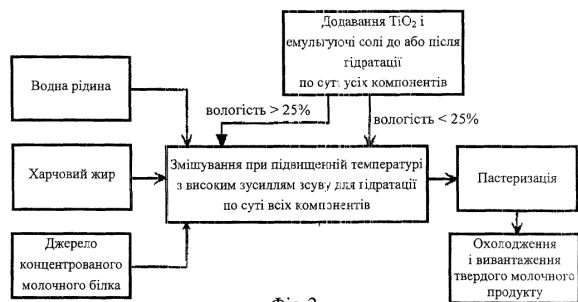 Додавання TiO₂ і
емульгуючі солі до або після
гідратації
по суті усіх компонентів
Водна рідина
вологість > 25%
вологість < 25%
Харчовий жир
Змішування при підвищенній температурі
з високим зусиллям зсуву для гідратації
по суті всіх компонентів
Пастеризація
Джерело
концентрованого
молочного білка
Охолодження
і вивантаження
твердого молочного
продукту